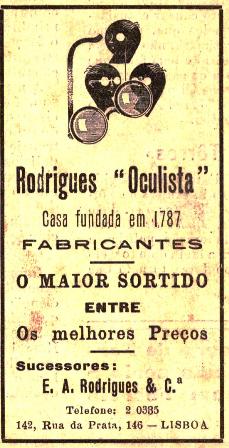 Rodrigues "Oculista"
Casa fundada em 1787
FABRICANTES
O MAIOR SORTIDO
ENTRE
Os melhores Preços
Sucessores:
E. A. Rodrigues & C.ª
Telefone: 2 0335
142, Rua da Prata, 146 — LISBOA